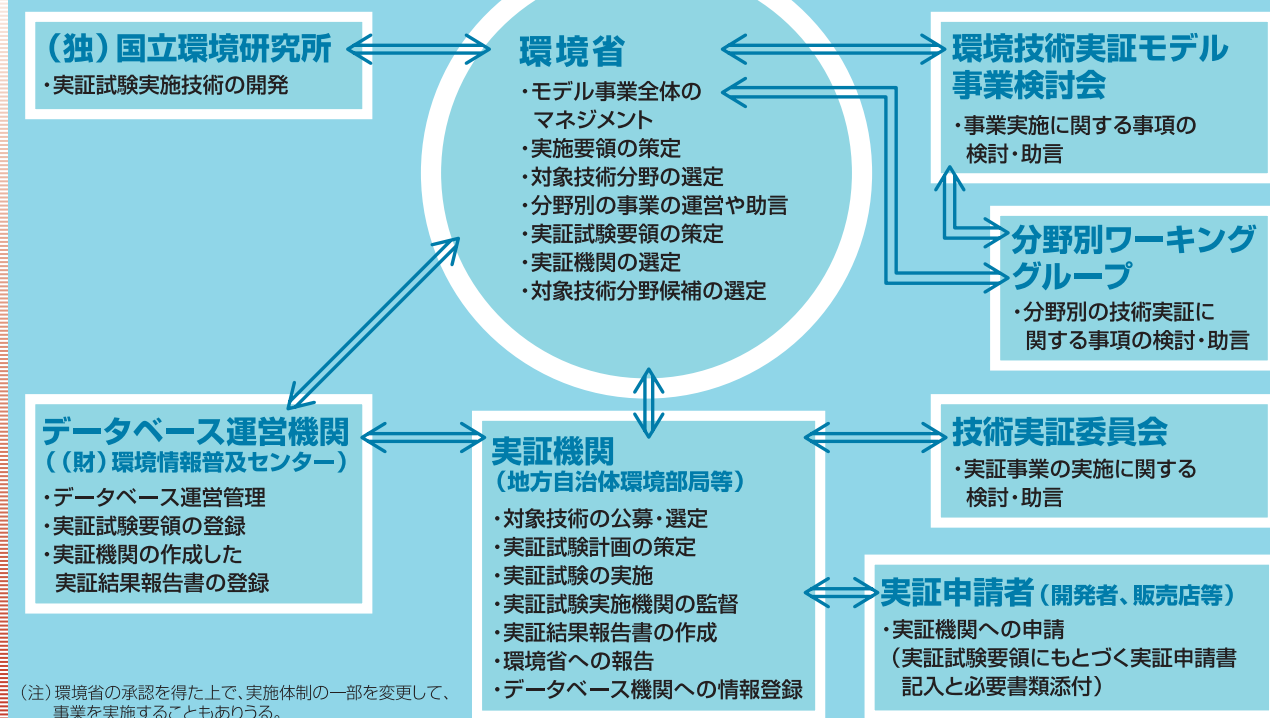 （独）国立環境研究所
・実証試験実施技術の開発
環境省
・モデル事業全体の
マネジメント
・実施要領の策定
・対象技術分野の選定
・分野別の事業の運営や助言
・実証試験要領の策定
・実証機関の選定
・対象技術分野候補の選定
環境技術実証モデル
事業検討会
・事業実施に関する事項の
検討・助言
分野別ワーキング
グループ
・分野別の技術実証に
関する事項の検討・助言
データベース運営機関
（（財）環境情報普及センター）
・データベース運営管理
・実証試験要領の登録
・実証機関の作成した
実証結果報告書の登録
実証機関
（地方自治体環境部局等）
・対象技術の公募・選定
・実証試験計画の策定
・実証試験の実施
・実証試験実施機関の監督
・実証結果報告書の作成
・環境省への報告
・データベース機関への情報登録
技術実証委員会
・実証事業の実施に関する
検討・助言
実証申請者（開発者、販売店等）
・実証機関への申請
（実証試験要領にもとづく実証申請書
記入と必要書類添付）
（注）環境省の承認を得た上で、実施体制の一部を変更して、
事業を実施することもありうる。